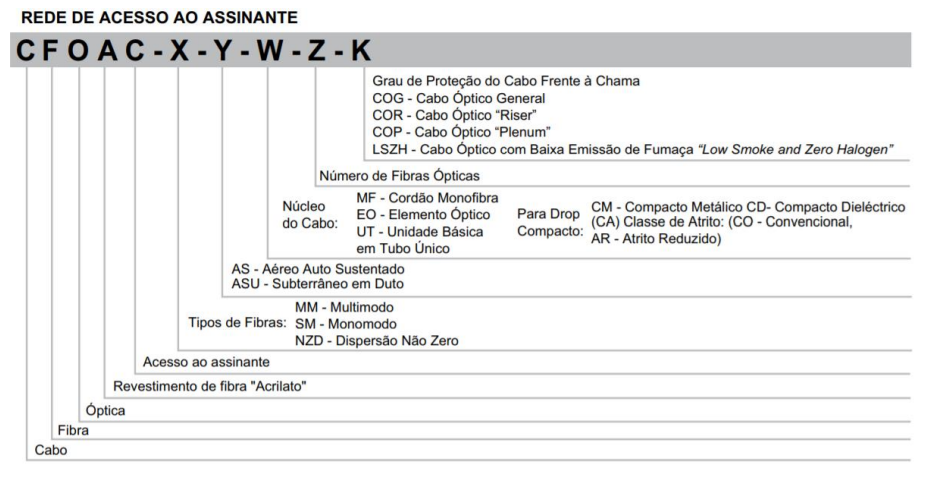 REDE DE ACESSO AO ASSINANTE
C F O A C - X - Y - W - Z - K
Grau de Proteção do Cabo Frente à Chama
COG - Cabo Óptico General
COR - Cabo Óptico “Riser”
COP - Cabo Óptico “Plenum”
LSZH - Cabo Óptico com Baixa Emissão de Fumaça “Low Smoke and Zero Halogen”
Número de Fibras Ópticas
Núcleo
do Cabo:
MF - Cordão Monofibra
EO - Elemento Óptico
UT - Unidade Básica
em Tubo Único
Para Drop
Compacto:
CM - Compacto Metálico CD- Compacto Dieléctrico
(CA) Classe de Atrito: (CO - Convencional,
AR - Atrito Reduzido)
AS - Aéreo Auto Sustentado
ASU - Subterrâneo em Duto
Tipos de Fibras:
MM - Multimodo
SM - Monomodo
NZD - Dispersão Não Zero
Acesso ao assinante
Revestimento de fibra "Acrilato"
Óptica
Fibra
Cabo